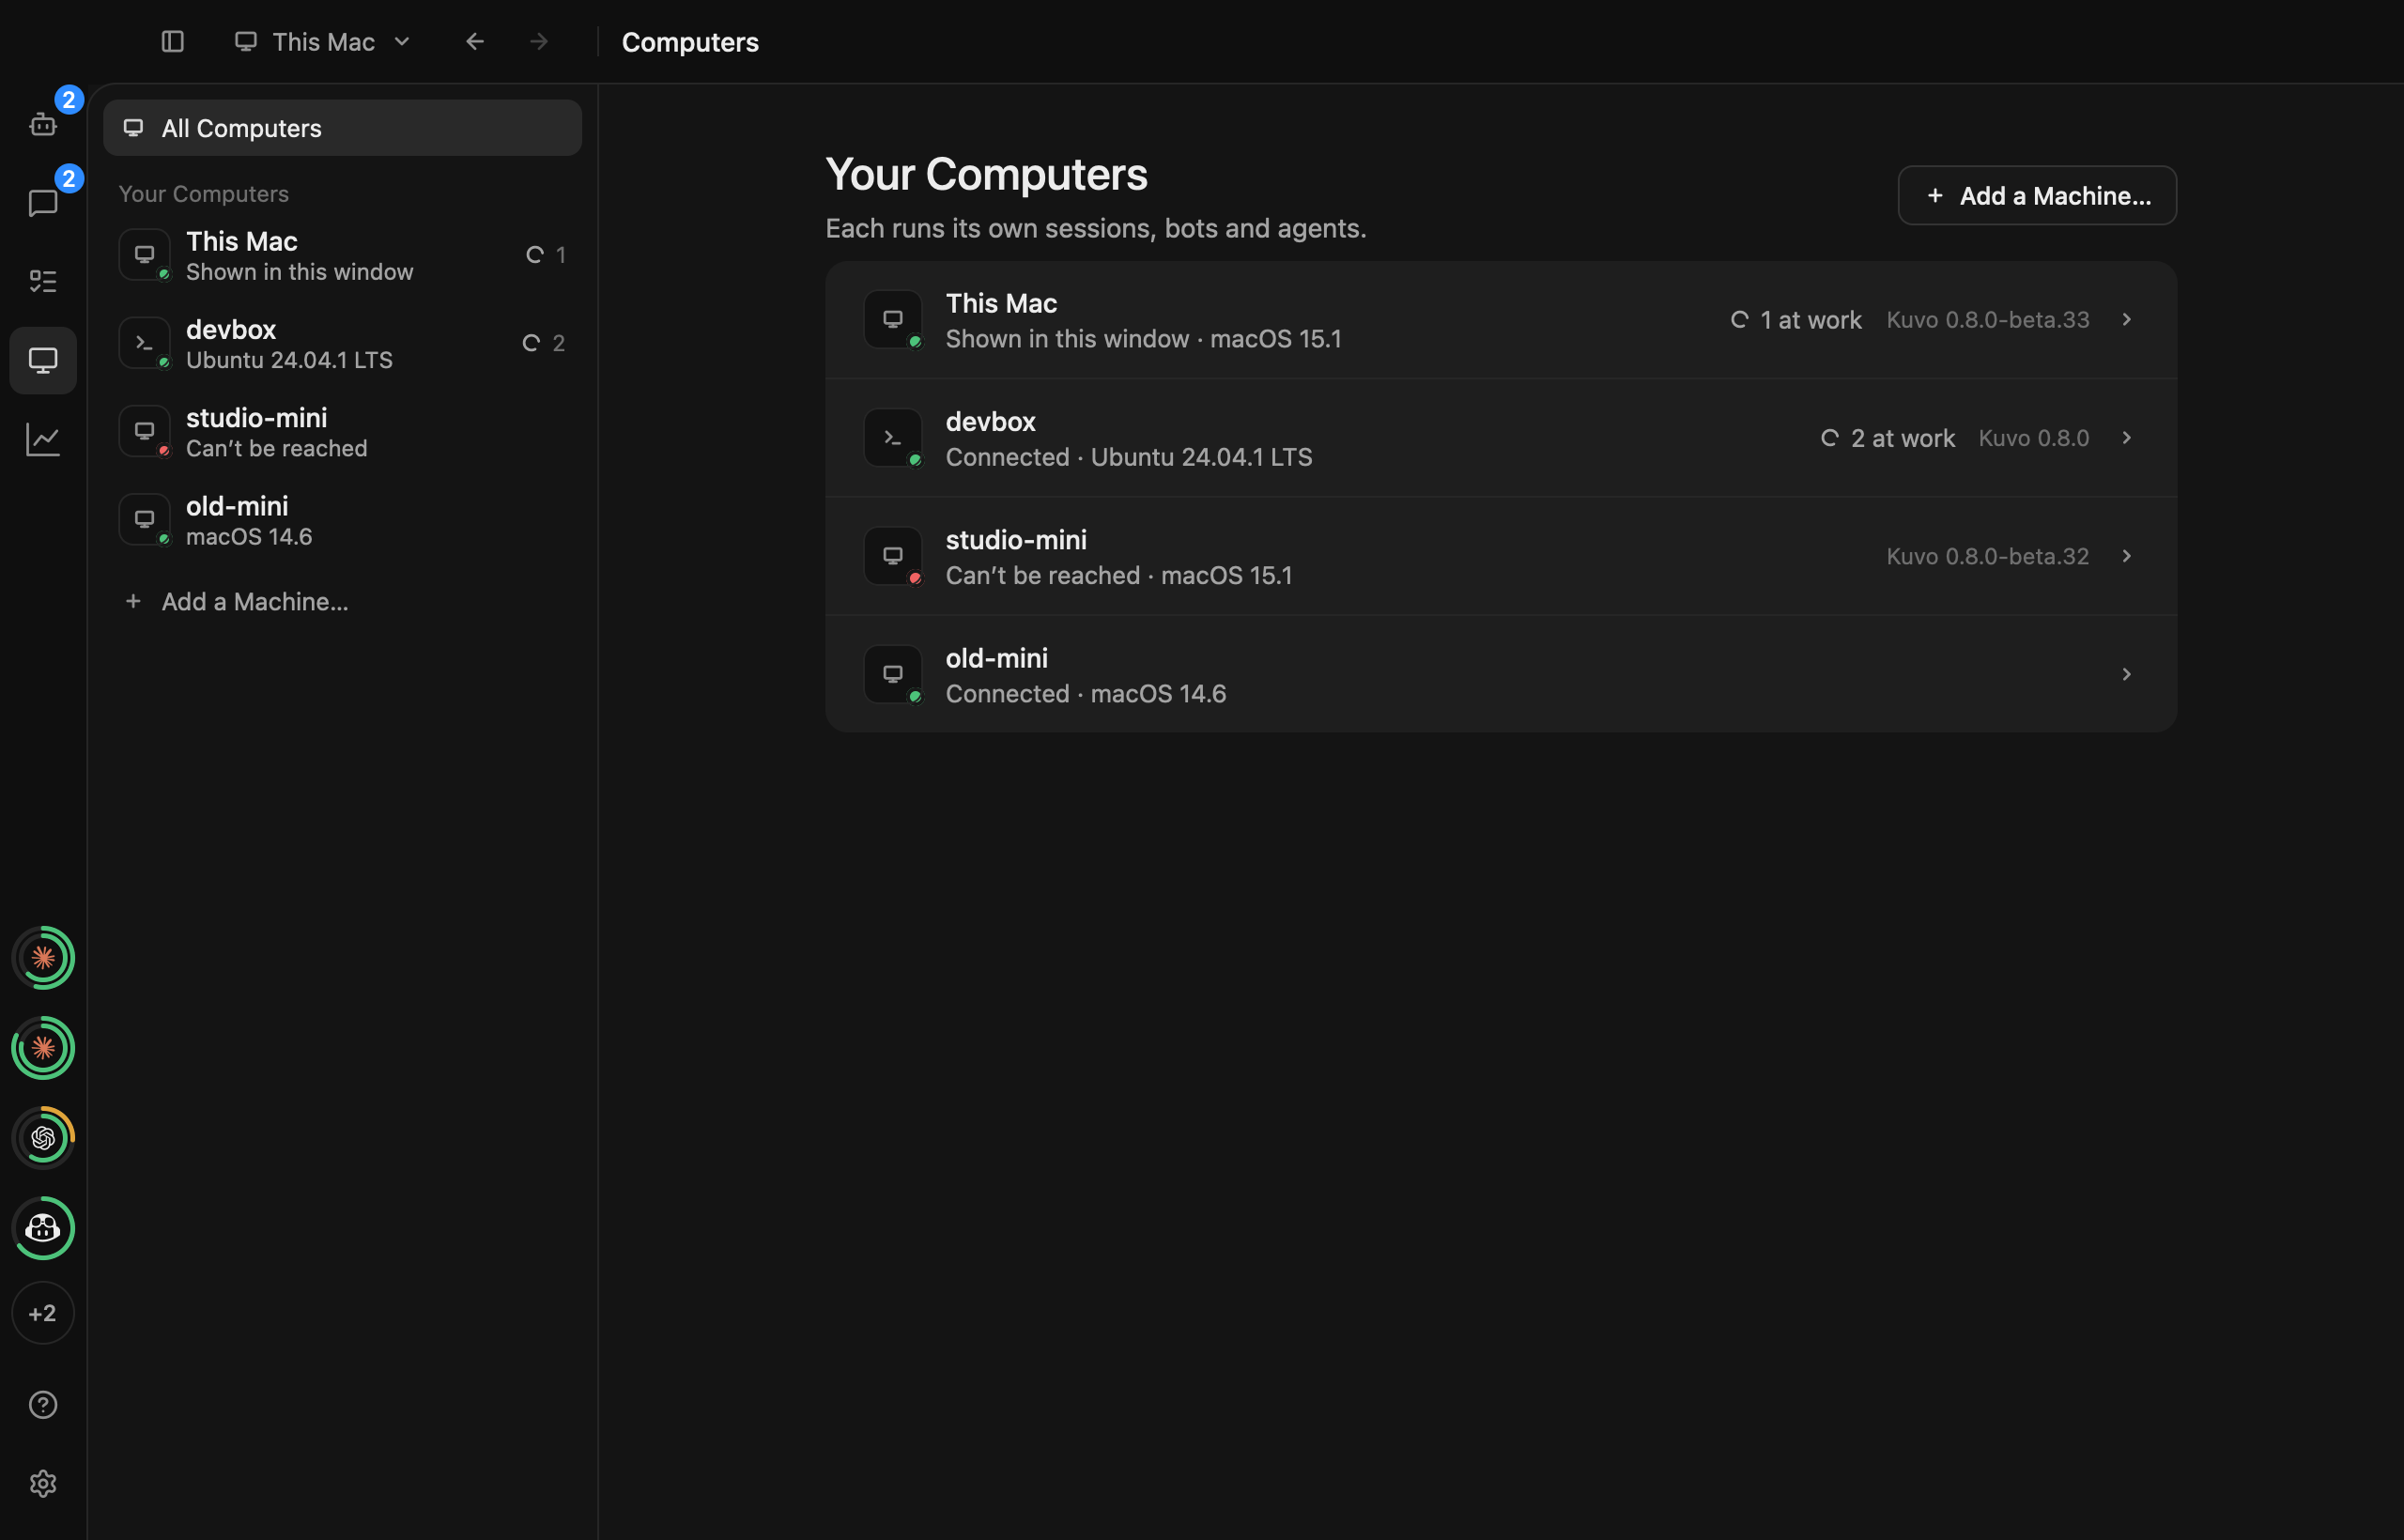 This Mac
Computers
2
2
All Computers
Your Computers
This Mac
Shown in this window
1
devbox
Ubuntu 24.04.1 LTS
2
studio-mini
Can’t be reached
old-mini
macOS 14.6
+ Add a Machine...
Your Computers
Each runs its own sessions, bots and agents.
+ Add a Machine...
This Mac
Shown in this window · macOS 15.1
1 at work Kuvo 0.8.0-beta.33
devbox
Connected · Ubuntu 24.04.1 LTS
2 at work Kuvo 0.8.0
studio-mini
Can’t be reached · macOS 15.1
Kuvo 0.8.0-beta.32
old-mini
Connected · macOS 14.6
+2